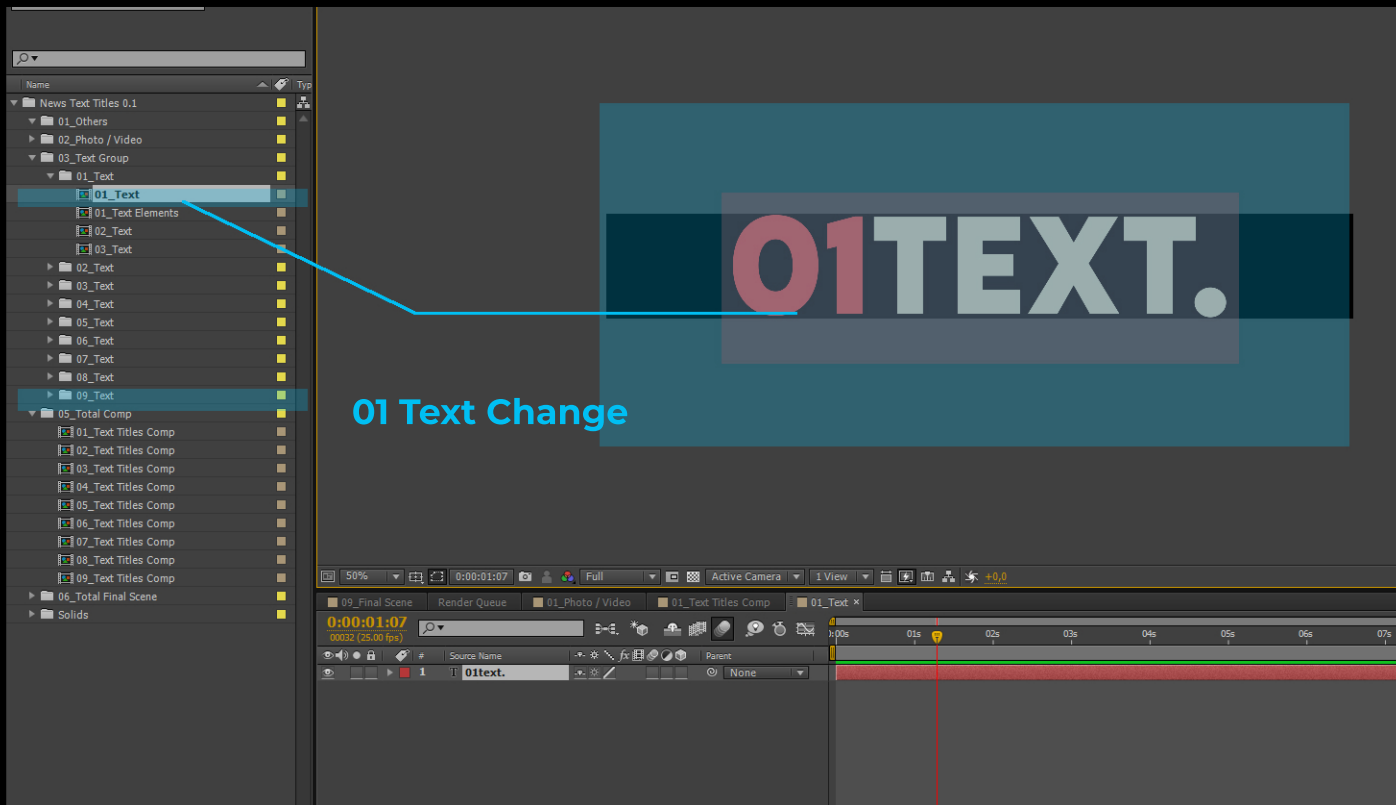 Name
Typ
News Text Titles 0.1
01_Others
02_Photo / Video
03_Text Group
01_Text
01_Text
01_Text Elements
02_Text
03_Text
02_Text
03_Text
04_Text
05_Text
06_Text
07_Text
08_Text
09_Text
05_Total Comp
01_Text Titles Comp
02_Text Titles Comp
03_Text Titles Comp
04_Text Titles Comp
05_Text Titles Comp
06_Text Titles Comp
07_Text Titles Comp
08_Text Titles Comp
09_Text Titles Comp
06_Total Final Scene
Solids
01TEXT.
01 Text Change
50% 0:00:01:07 Full Active Camera 1 View +0,0
09_Final Scene Render Queue 01_Photo / Video 01_Text Titles Comp 01_Text ×
0:00:01:07
00032 (25.00 fps)
):00s 01s 02s 03s 04s 05s 06s 07s
# Source Name fx Parent
1 T 01text. None